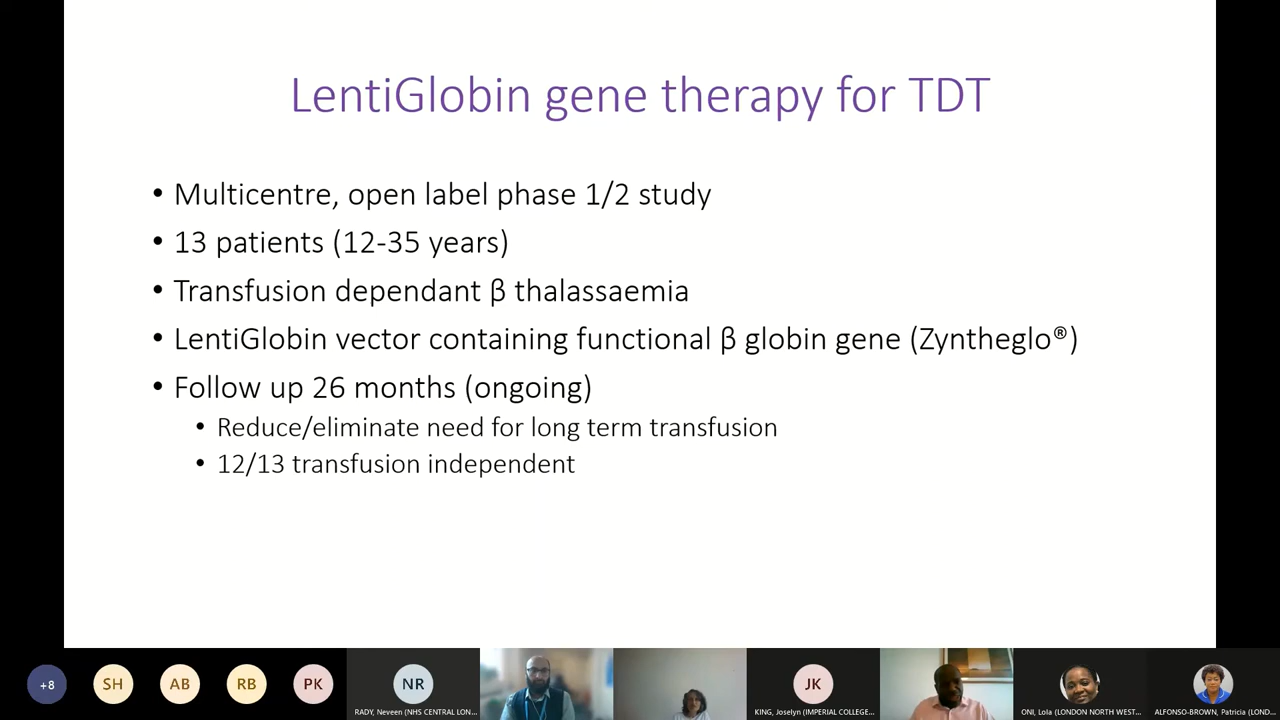 LentiGlobin gene therapy for TDT
• Multicentre, open label phase 1/2 study
• 13 patients (12-35 years)
• Transfusion dependant β thalassaemia
• LentiGlobin vector containing functional β globin gene (Zyntheglo®)
• Follow up 26 months (ongoing)
• Reduce/eliminate need for long term transfusion
• 12/13 transfusion independent
+8
SH
AB
RB
PK
NR
JK
RADY, Neveen (NHS CENTRAL LON...
KING, Joselyn (IMPERIAL COLLEGE...
ONI, Lola (LONDON NORTH WEST...
ALFONSO-BROWN, Patricia (LOND...